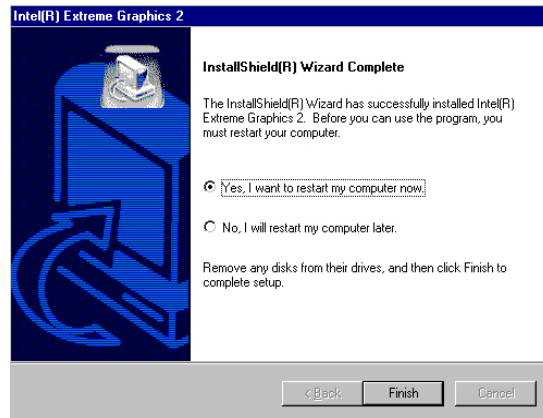 Intel(R) Extreme Graphics 2
InstallShield(R) Wizard Complete
The InstallShield(R) Wizard has successfully installed Intel(R)
Extreme Graphics 2. Before you can use the program, you
must restart your computer.
Yes, I want to restart my computer now.
No, I will restart my computer later.
Remove any disks from their drives, and then click Finish to
complete setup.
< Back Finish Cancel